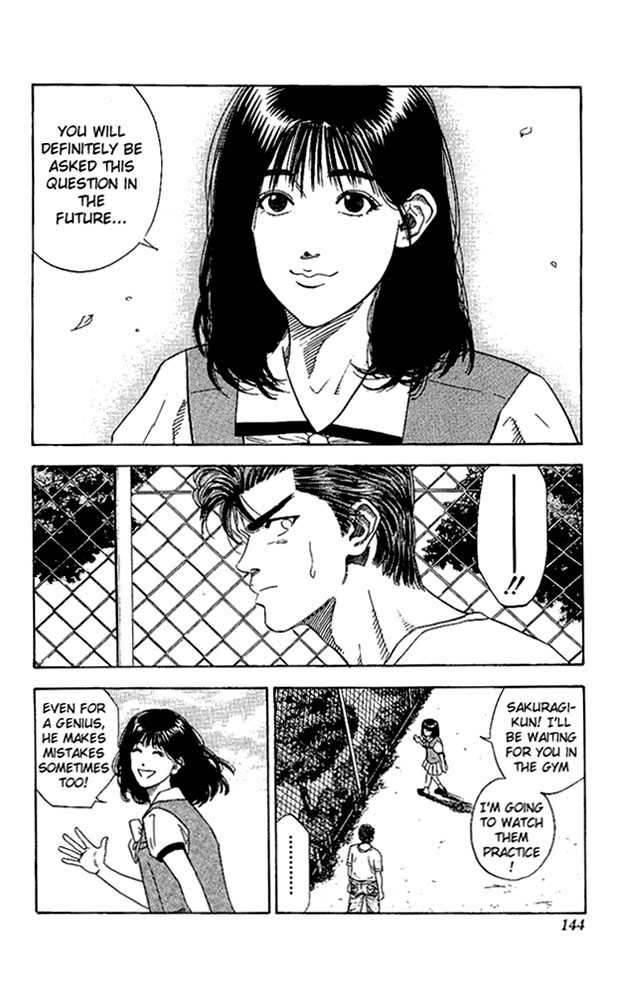 YOU WILL
DEFINITELY BE
ASKED THIS
QUESTION IN
THE
FUTURE...
—!!
SAKURAGI-
KUN! I'LL
BE WAITING
FOR YOU IN
THE GYM
I'M GOING
TO WATCH
THEM
PRACTICE
!
.........
EVEN FOR
A GENIUS,
HE MAKES
MISTAKES
SOMETIMES
TOO!
144